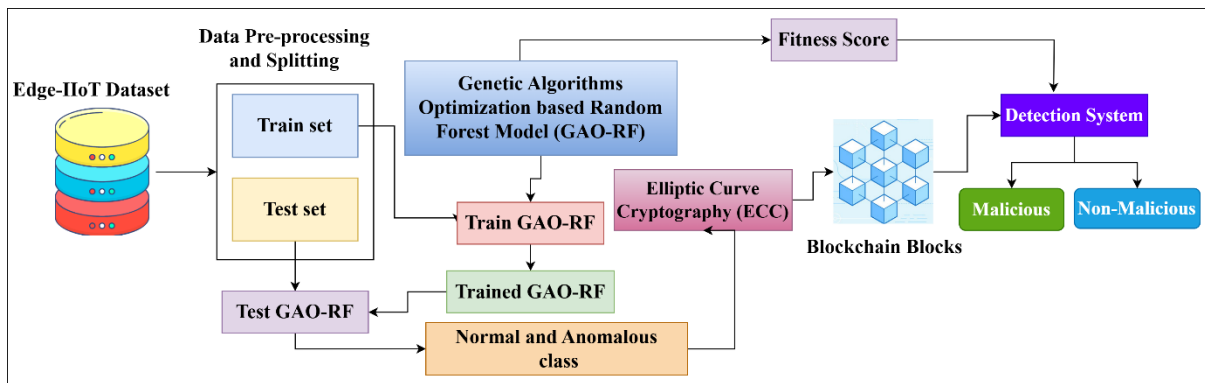 Edge-IIoT Dataset
Data Pre-processing
and Splitting
Train set
Test set
Genetic Algorithms
Optimization based Random
Forest Model (GAO-RF)
Fitness Score
Train GAO-RF
Trained GAO-RF
Test GAO-RF
Normal and Anomalous
class
Elliptic Curve
Cryptography (ECC)
Blockchain Blocks
Detection System
Malicious
Non-Malicious